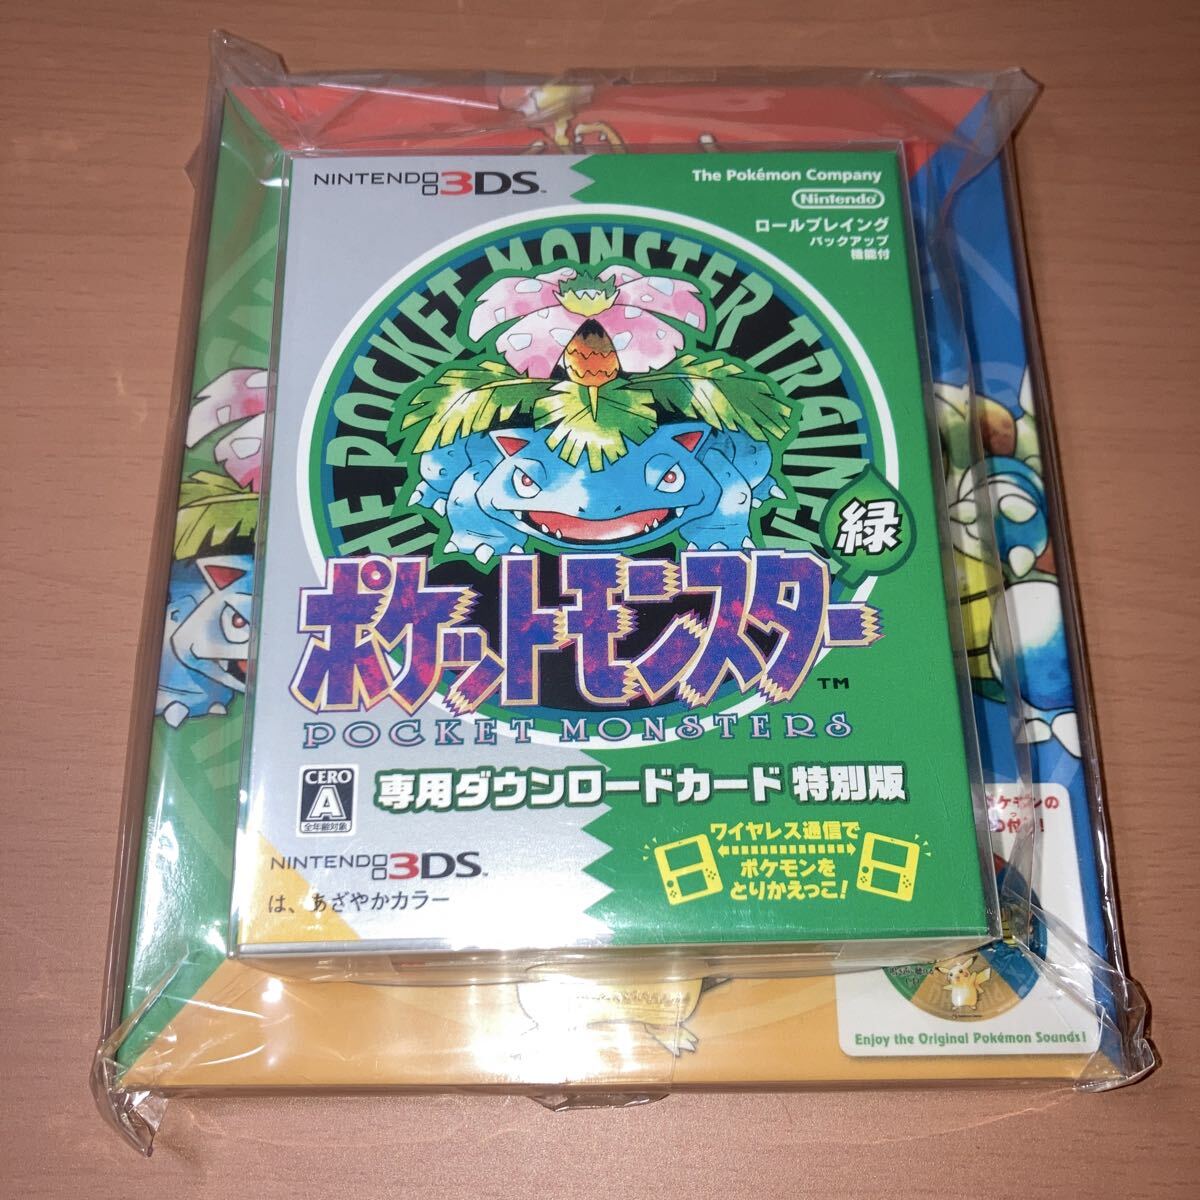 NINTENDO 3DS™
The Pokémon Company
Nintendo
ロールプレイング
バックアップ
機能付
THE POCKET MONSTER TRAINER
緑
ポケットモンスター
™
POCKET MONSTERS
CERO
A
全年齢対象
専用ダウンロードカード 特別版
ワイヤレス通信で
ポケモンを
とりかえっこ!
NINTENDO 3DS™
は、あざやかカラー
Enjoy the Original Pokémon Sounds!